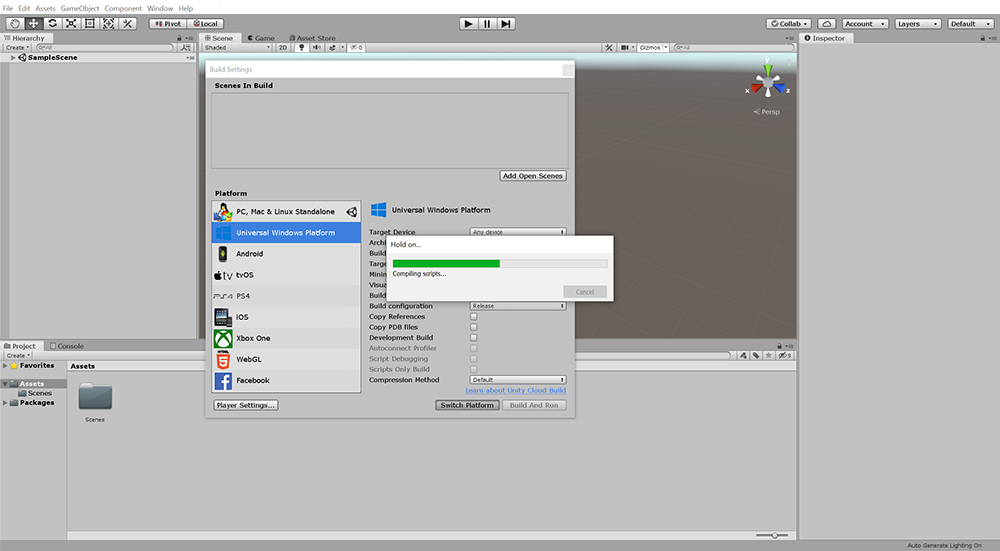 File Edit Assets GameObject Component Window Help
Pivot Local
Collab Account Layers Default
Hierarchy
Scene Game Asset Store
Inspector
Create All
Shaded 2D 0 Gizmos All
SampleScene
y
x z
Persp
Build Settings
Scenes In Build
Add Open Scenes
Platform
PC, Mac & Linux Standalone
Universal Windows Platform
Android
tvOS
PS4
iOS
Xbox One
HTML
5
WebGL
Facebook
Universal Windows Platform
Target Device Any device
Archi
Build
Targe
Minin
Visua
Build
Hold on...
Compiling scripts...
Cancel
Build configuration Release
Copy References
Copy PDB files
Development Build
Autoconnect Profiler
Script Debugging
Scripts Only Build
Compression Method Default
Learn about Unity Cloud Build
Player Settings... Switch Platform Build And Run
Project Console
Create 9
Favorites
Assets
Scenes
Packages
Assets
Scenes
Auto Generate Lighting On